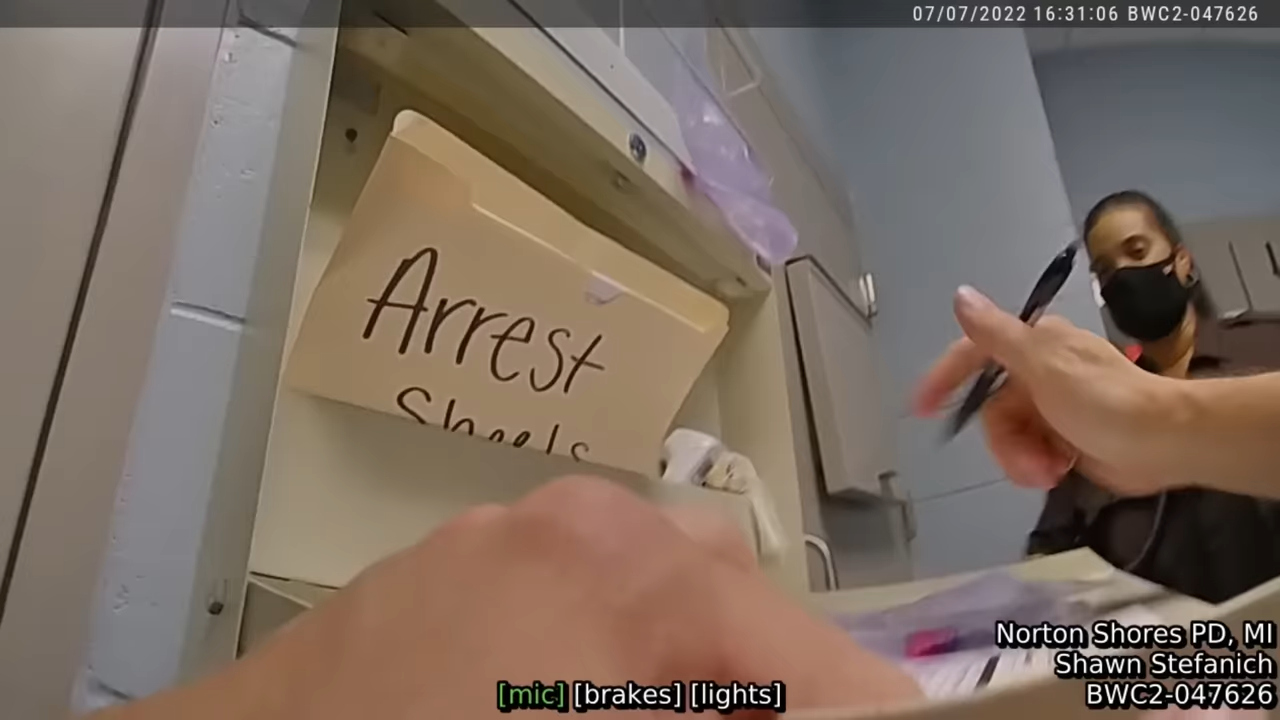 07/07/2022 16:31:06 BWC2-047626
Arrest
Sheets
Norton Shores PD, MI
Shawn Stefanich
BWC2-047626
[mic] [brakes] [lights]